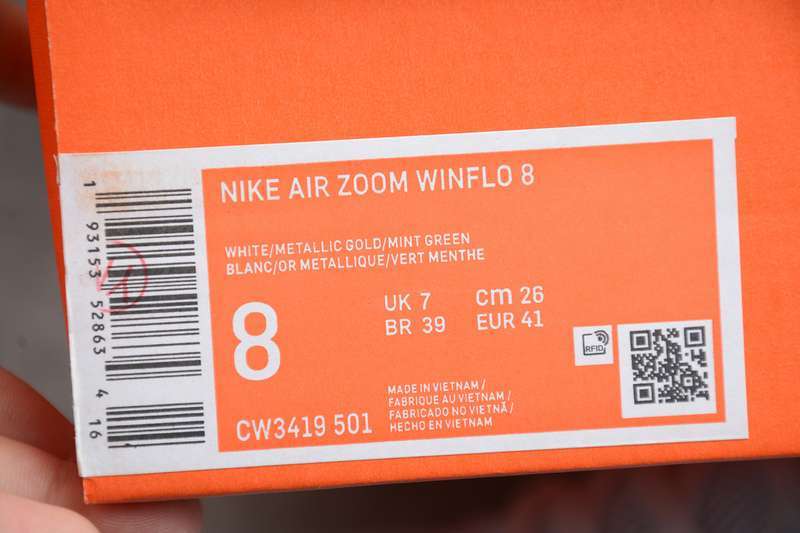 NIKE AIR ZOOM WINFLO 8
WHITE/METALLIC GOLD/MINT GREEN
BLANC/OR METALLIQUE/VERT MENTHE
8
UK 7 cm 26
BR 39 EUR 41
CW3419 501
MADE IN VIETNAM /
FABRIQUE AU VIETNAM /
FABRICADO NO VIETNÃ /
HECHO EN VIETNAM
RFID
1 93153 52863 4 16